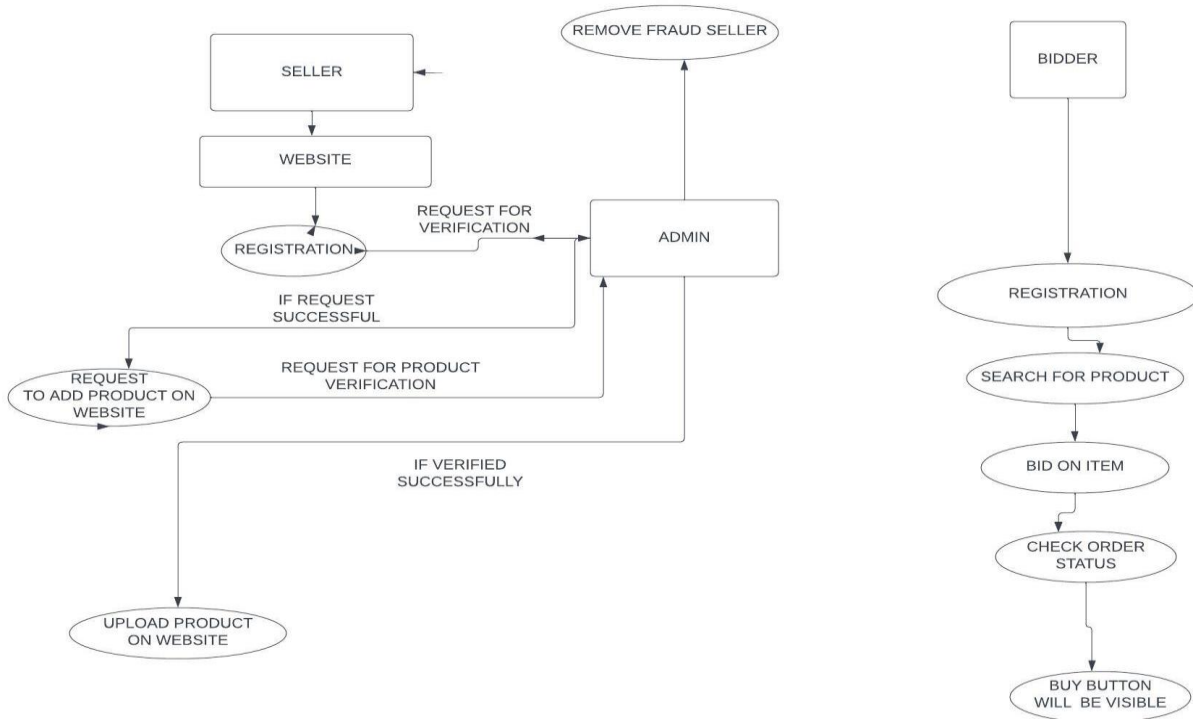 REMOVE FRAUD SELLER
SELLER
BIDDER
WEBSITE
REQUEST FOR
VERIFICATION
ADMIN
REGISTRATION
REGISTRATION
IF REQUEST
SUCCESSFUL
REQUEST FOR PRODUCT
VERIFICATION
REQUEST
TO ADD PRODUCT ON
WEBSITE
SEARCH FOR PRODUCT
IF VERIFIED
SUCCESSFULLY
BID ON ITEM
CHECK ORDER
STATUS
UPLOAD PRODUCT
ON WEBSITE
BUY BUTTON
WILL BE VISIBLE